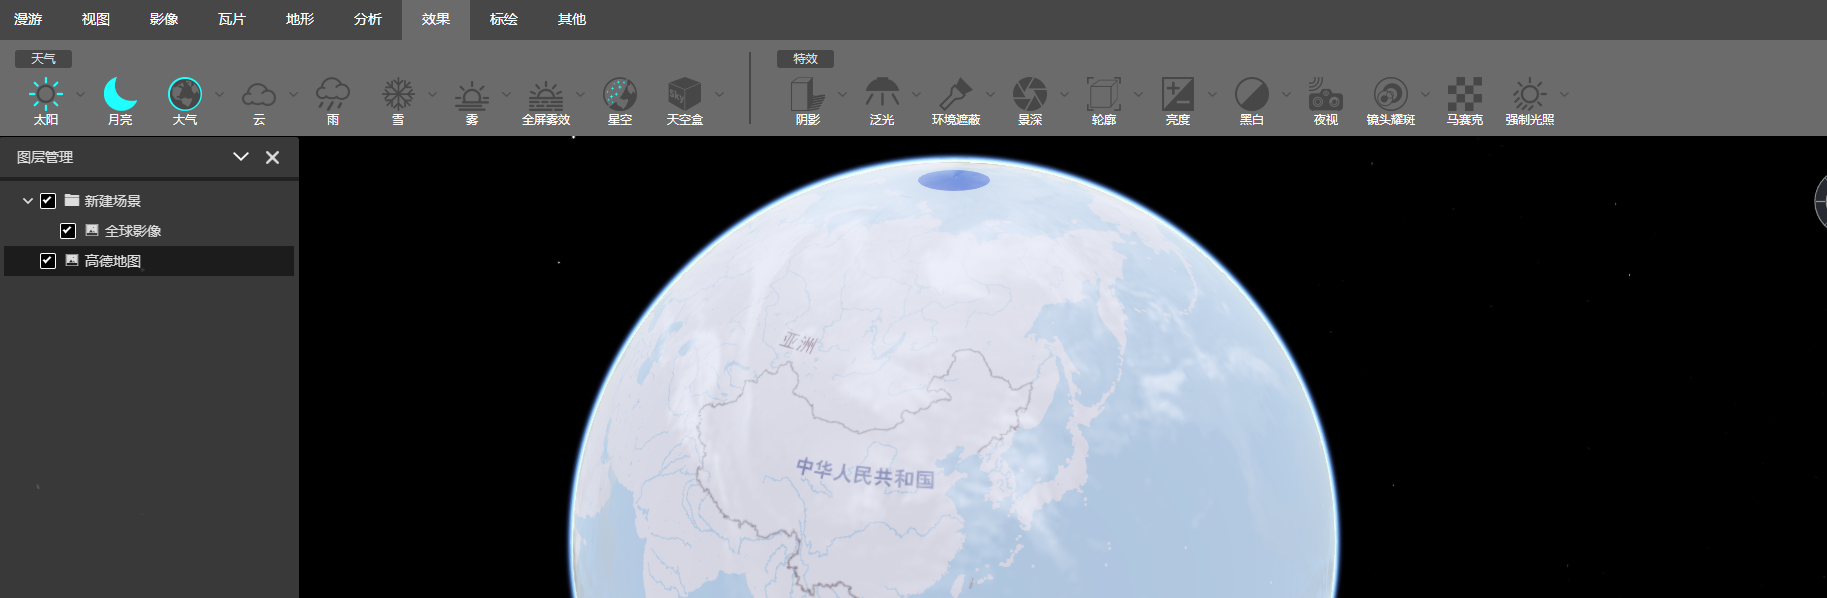 漫游 视图 影像 瓦片 地形 分析 效果 标绘 其他
天气 特效
太阳 月亮 大气 云 雨 雪 雾 全屏雾效 星空 天空盒 阴影 泛光 环境遮蔽 景深 轮廓 亮度 黑白 夜视 镜头耀斑 马赛克 强制光照
sky
图层管理
新建场景
全球影像
高德地图
亚洲
中华人民共和国